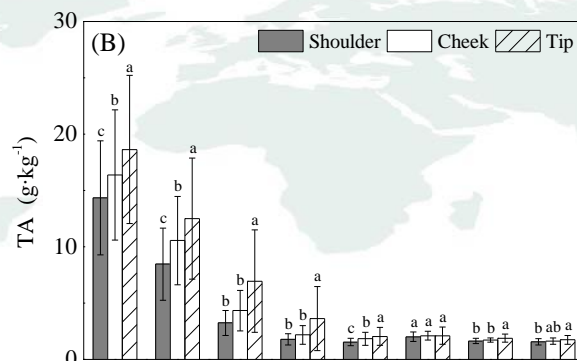 30
(B)
Shoulder Cheek Tip
a
b
c
20
a
b
c
TA (g·kg⁻¹)
a
10
b b
a
b b
c b a
a a a
b b a
b ab a
0